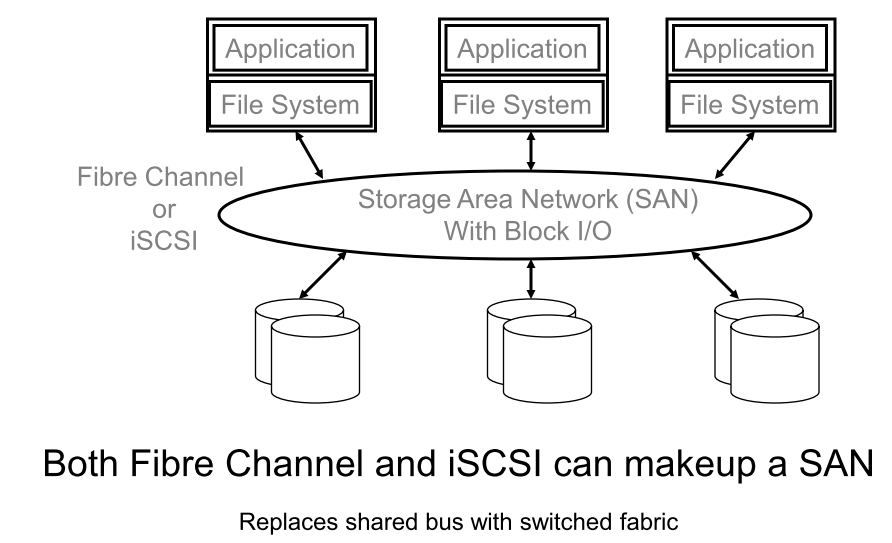 Application
Application
Application
File System
File System
File System
Fibre Channel
or
iSCSI
Storage Area Network (SAN)
With Block I/O
Both Fibre Channel and iSCSI can makeup a SAN
Replaces shared bus with switched fabric